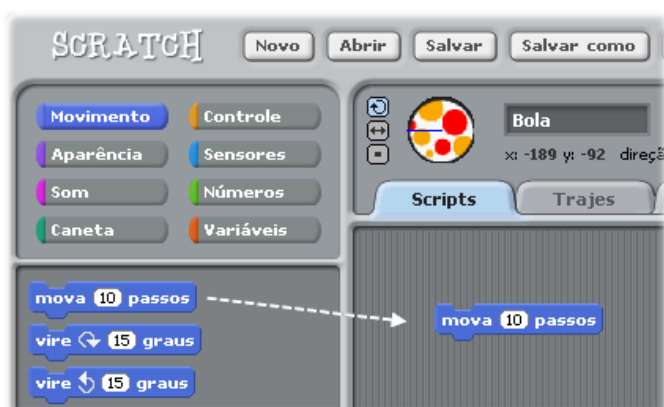 SCRATCH Novo Abrir Salvar Salvar como
Movimento Controle
Aparência Sensores
Som Números
Caneta Variáveis
Bola
x: -189 y: -92
Scripts Trajes
mova 10 passos
vire 15 graus
vire 15 graus
mova 10 passos